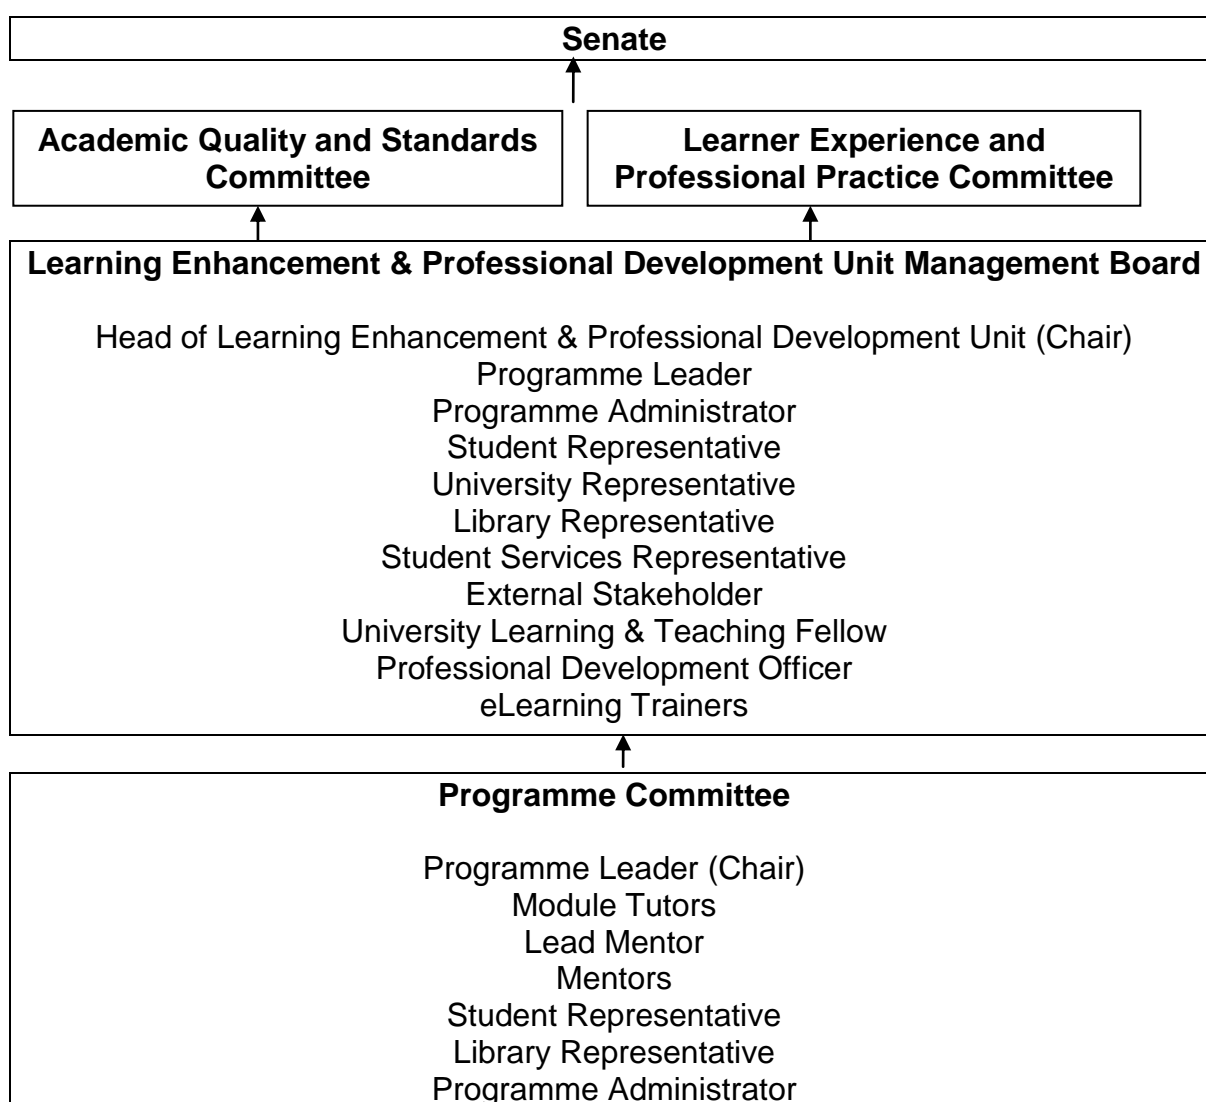 Senate
Academic Quality and Standards
Committee
Learner Experience and
Professional Practice Committee
Learning Enhancement & Professional Development Unit Management Board
Head of Learning Enhancement & Professional Development Unit (Chair)
Programme Leader
Programme Administrator
Student Representative
University Representative
Library Representative
Student Services Representative
External Stakeholder
University Learning & Teaching Fellow
Professional Development Officer
eLearning Trainers
Programme Committee
Programme Leader (Chair)
Module Tutors
Lead Mentor
Mentors
Student Representative
Library Representative
Programme Administrator